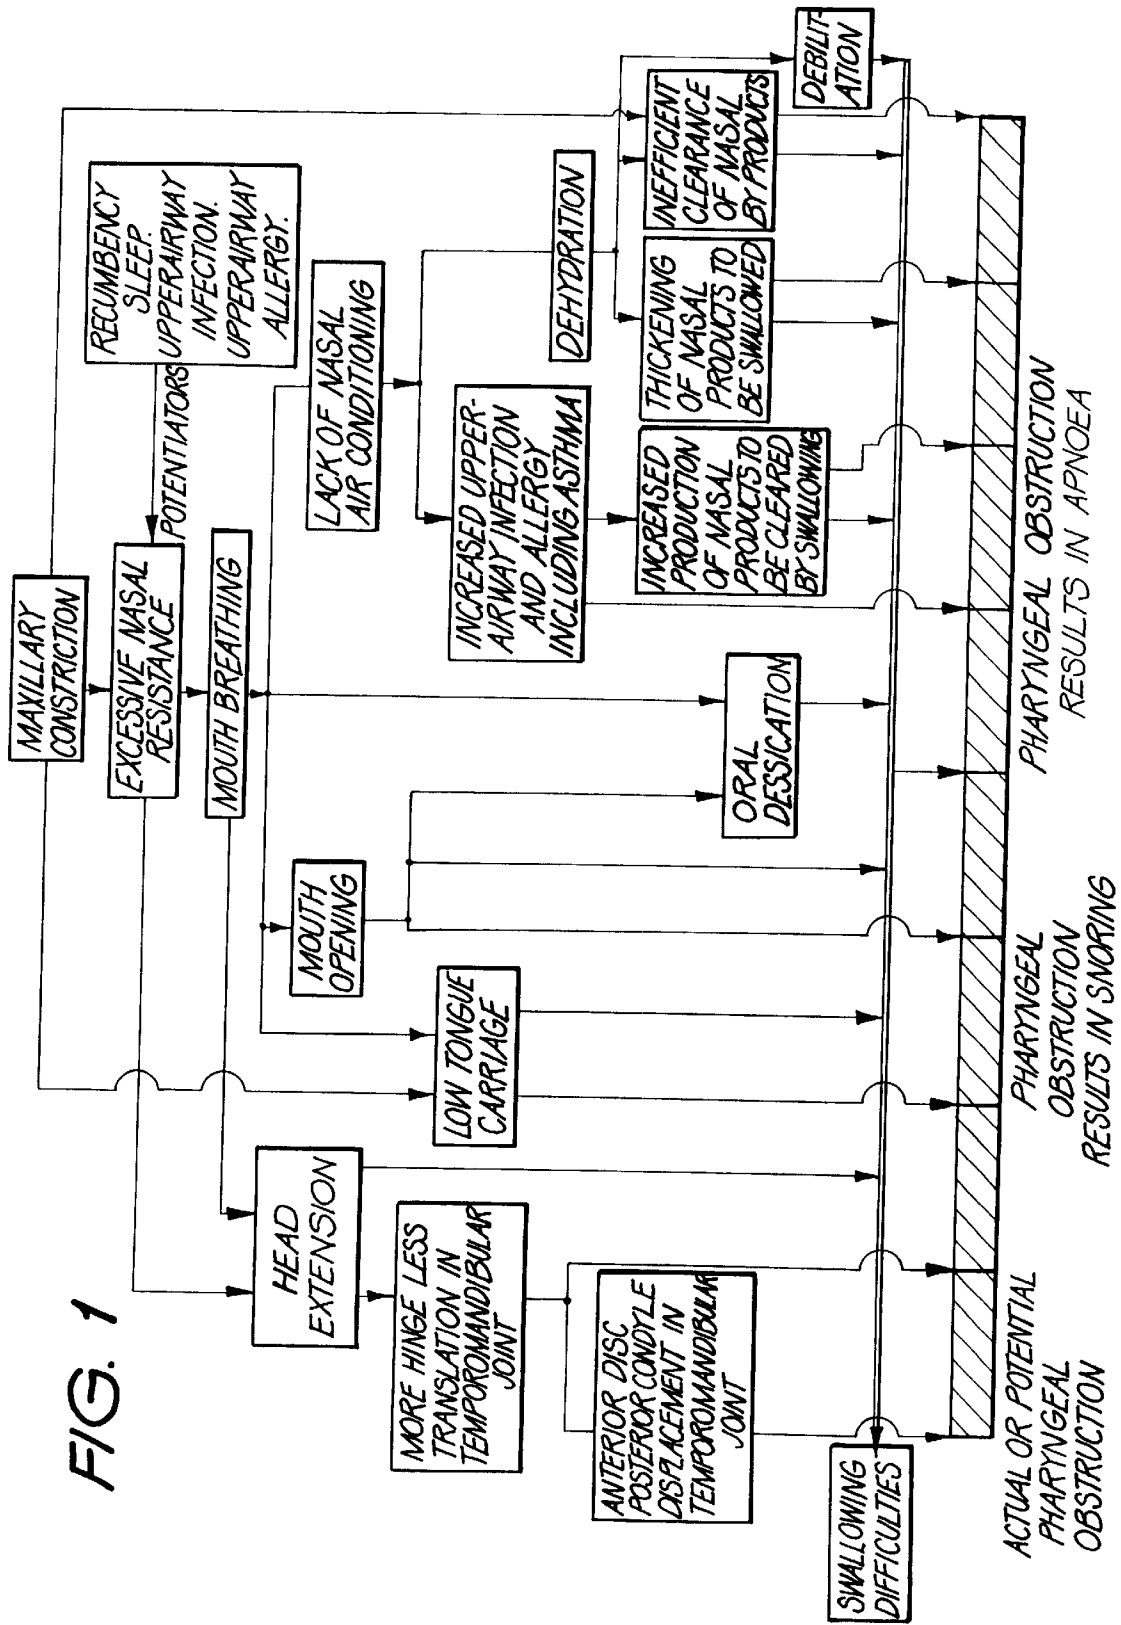 FIG. 1
MAXILLARY
CONSTRICTION
EXCESSIVE NASAL
RESISTANCE
POTENTIATORS
RECUMBENCY
SLEEP.
UPPERAIRWAY
INFECTION.
UPPERAIRWAY
ALLERGY.
MOUTH BREATHING
HEAD
EXTENSION
MOUTH
OPENING
LACK OF NASAL
AIR CONDITIONING
MORE HINGE LESS
TRANSLATION IN
TEMPOROMANDIBULAR
JOINT
LOW TONGUE
CARRIAGE
INCREASED UPPER-
AIRWAY INFECTION
AND ALLERGY
INCLUDING ASTHMA
DEHYDRATION
ANTERIOR DISC
POSTERIOR CONDYLE
DISPLACEMENT IN
TEMPOROMANDIBULAR
JOINT
ORAL
DESSICATION
INCREASED
PRODUCTION
OF NASAL
PRODUCTS TO
BE CLEARED
BY SWALLOWING
THICKENING
OF NASAL
PRODUCTS TO
BE SWALLOWED
INEFFICIENT
CLEARANCE
OF NASAL
BY PRODUCTS
DEBILIT-
ATION
SWALLOWING
DIFFICULTIES
ACTUAL OR POTENTIAL
PHARYNGEAL
OBSTRUCTION
PHARYNGEAL
OBSTRUCTION
RESULTS IN SNORING
PHARYNGEAL OBSTRUCTION
RESULTS IN APNOEA